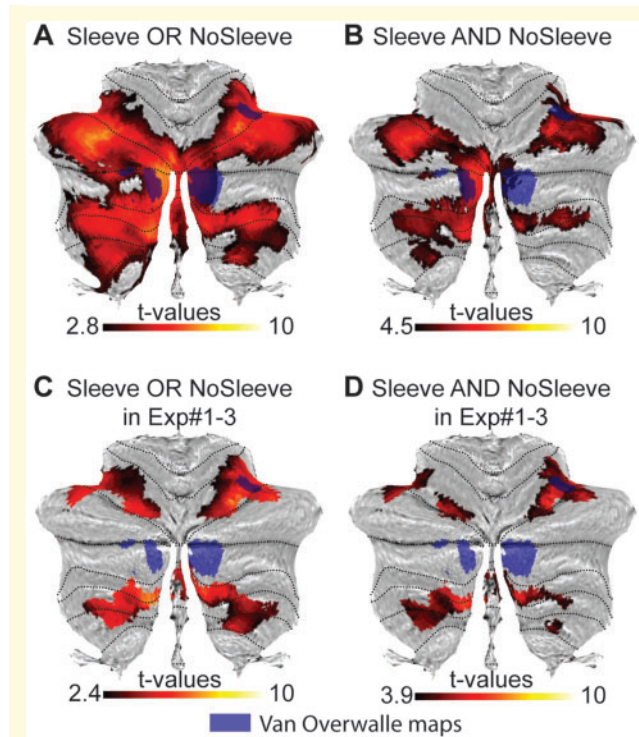 A Sleeve OR NoSleeve
B Sleeve AND NoSleeve
t-values
2.8 10
t-values
4.5 10
C Sleeve OR NoSleeve
in Exp#1-3
D Sleeve AND NoSleeve
in Exp#1-3
t-values
2.4 10
t-values
3.9 10
Van Overwalle maps